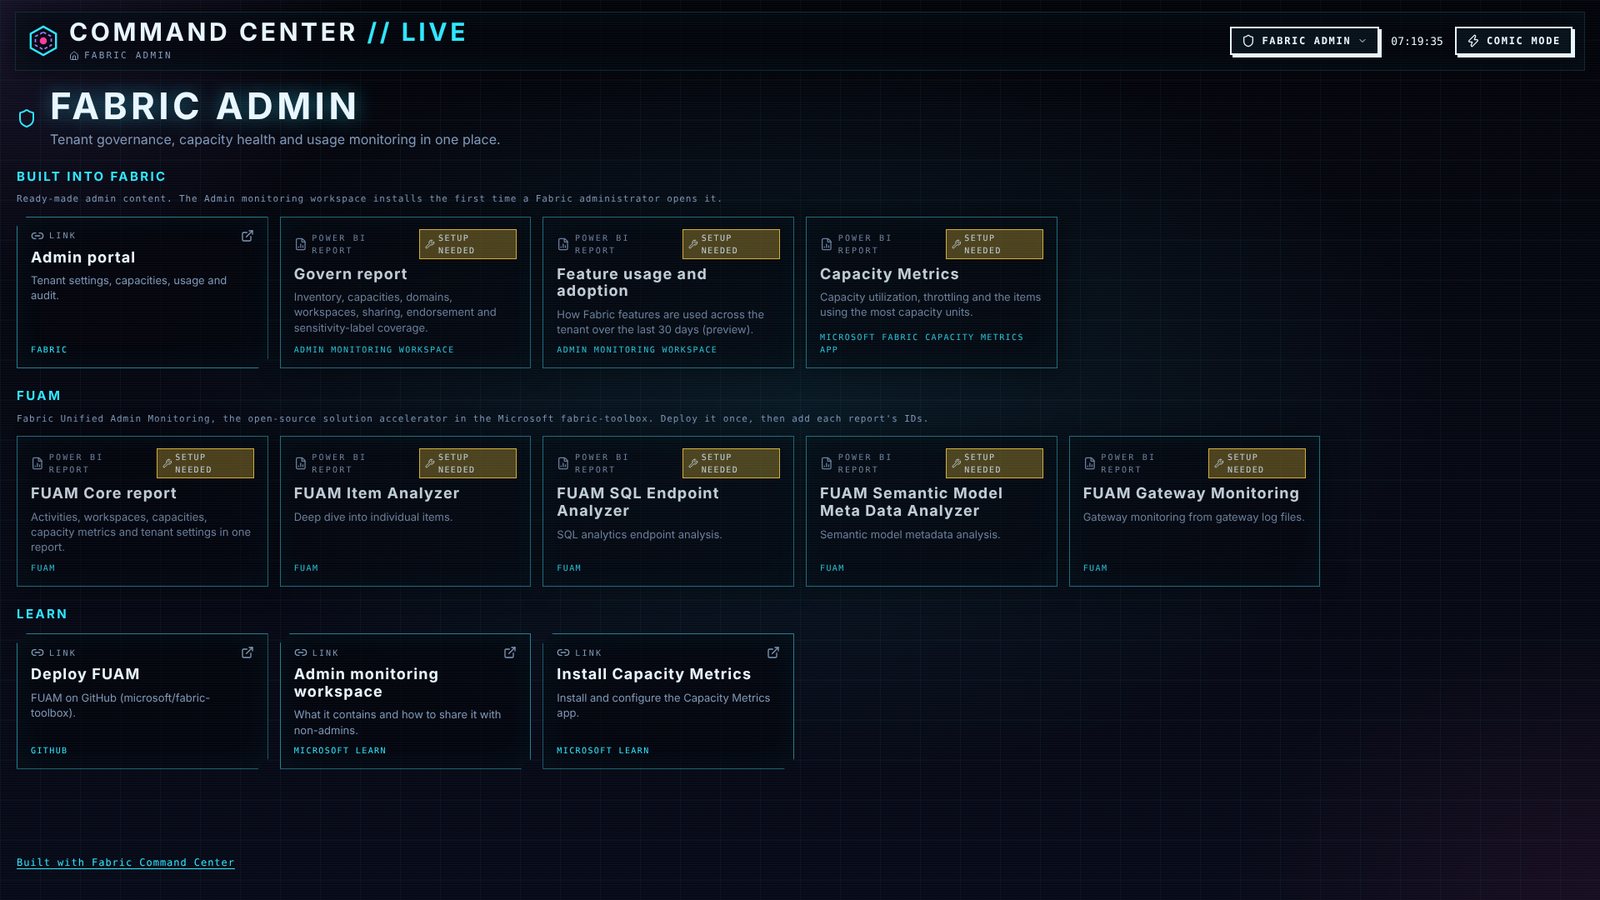 COMMAND CENTER // LIVE
FABRIC ADMIN
FABRIC ADMIN
07:19:35
COMIC MODE
FABRIC ADMIN
Tenant governance, capacity health and usage monitoring in one place.
BUILT INTO FABRIC
Ready-made admin content. The Admin monitoring workspace installs the first time a Fabric administrator opens it.
LINK
Admin portal
Tenant settings, capacities, usage and
audit.
FABRIC
POWER BI
REPORT
SETUP
NEEDED
Govern report
Inventory, capacities, domains,
workspaces, sharing, endorsement and
sensitivity-label coverage.
ADMIN MONITORING WORKSPACE
POWER BI
REPORT
SETUP
NEEDED
Feature usage and
adoption
How Fabric features are used across the
tenant over the last 30 days (preview).
ADMIN MONITORING WORKSPACE
POWER BI
REPORT
SETUP
NEEDED
Capacity Metrics
Capacity utilization, throttling and the items
using the most capacity units.
MICROSOFT FABRIC CAPACITY METRICS
APP
FUAM
Fabric Unified Admin Monitoring, the open-source solution accelerator in the Microsoft fabric-toolbox. Deploy it once, then add each report's IDs.
POWER BI
REPORT
SETUP
NEEDED
FUAM Core report
Activities, workspaces, capacities,
capacity metrics and tenant settings in one
report.
FUAM
POWER BI
REPORT
SETUP
NEEDED
FUAM Item Analyzer
Deep dive into individual items.
FUAM
POWER BI
REPORT
SETUP
NEEDED
FUAM SQL Endpoint
Analyzer
SQL analytics endpoint analysis.
FUAM
POWER BI
REPORT
SETUP
NEEDED
FUAM Semantic Model
Meta Data Analyzer
Semantic model metadata analysis.
FUAM
POWER BI
REPORT
SETUP
NEEDED
FUAM Gateway Monitoring
Gateway monitoring from gateway log files.
FUAM
LEARN
LINK
Deploy FUAM
FUAM on GitHub (microsoft/fabric-
toolbox).
GITHUB
LINK
Admin monitoring
workspace
What it contains and how to share it with
non-admins.
MICROSOFT LEARN
LINK
Install Capacity Metrics
Install and configure the Capacity Metrics
app.
MICROSOFT LEARN
Built with Fabric Command Center